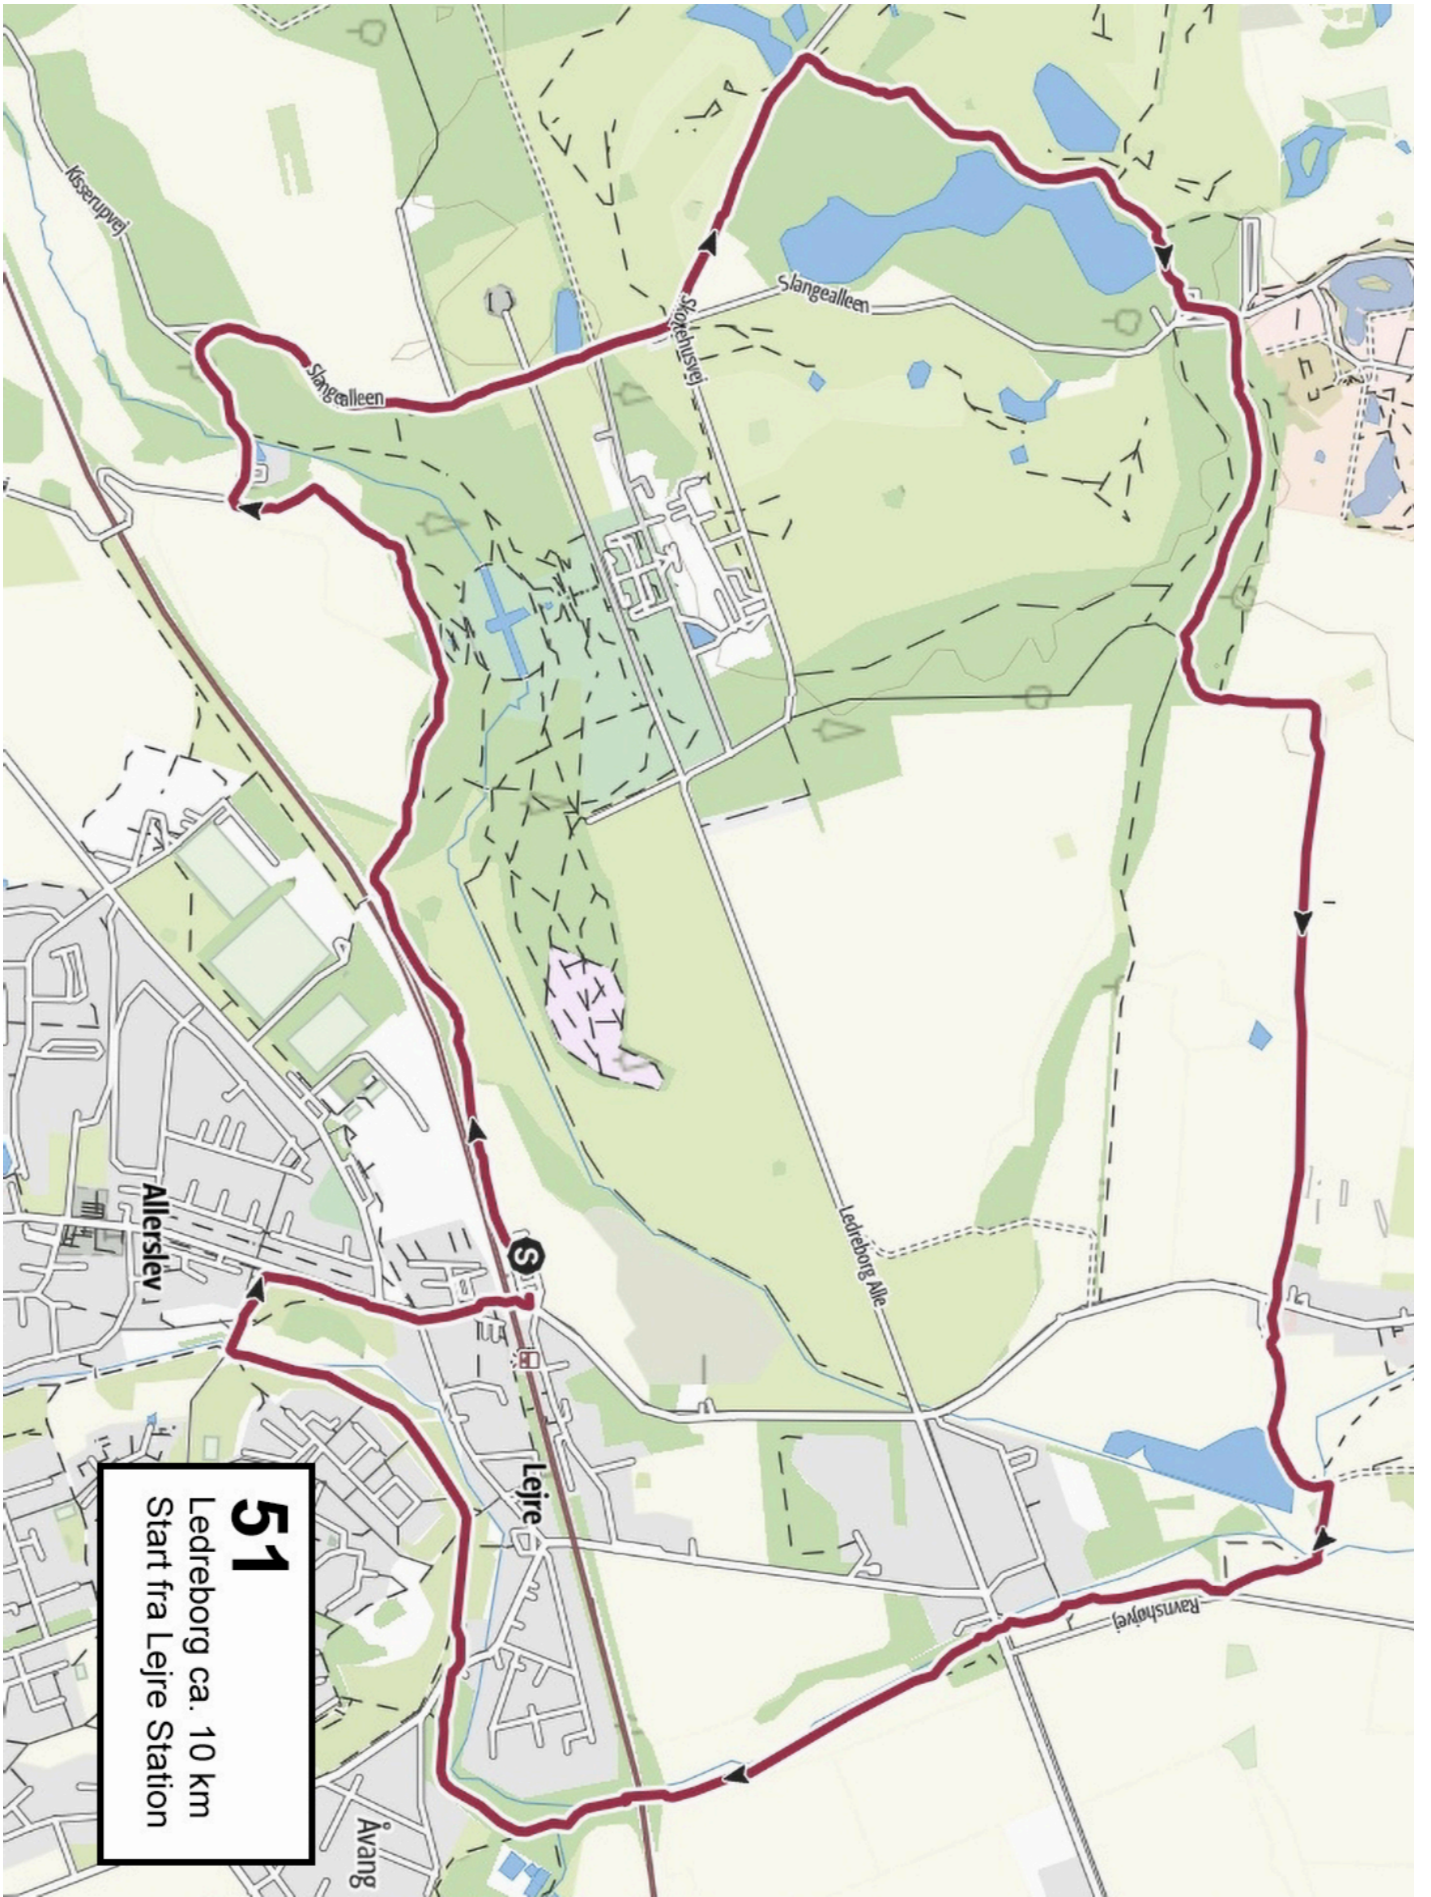 Kisserupvej
Slangealleen
Skovhusvej
Slangealleen
Ledreborg Alle
Ravnshøjvej
Allerslev
Lejre
Åvang
S
51
Ledreborg ca. 10 km
Start fra Lejre Station